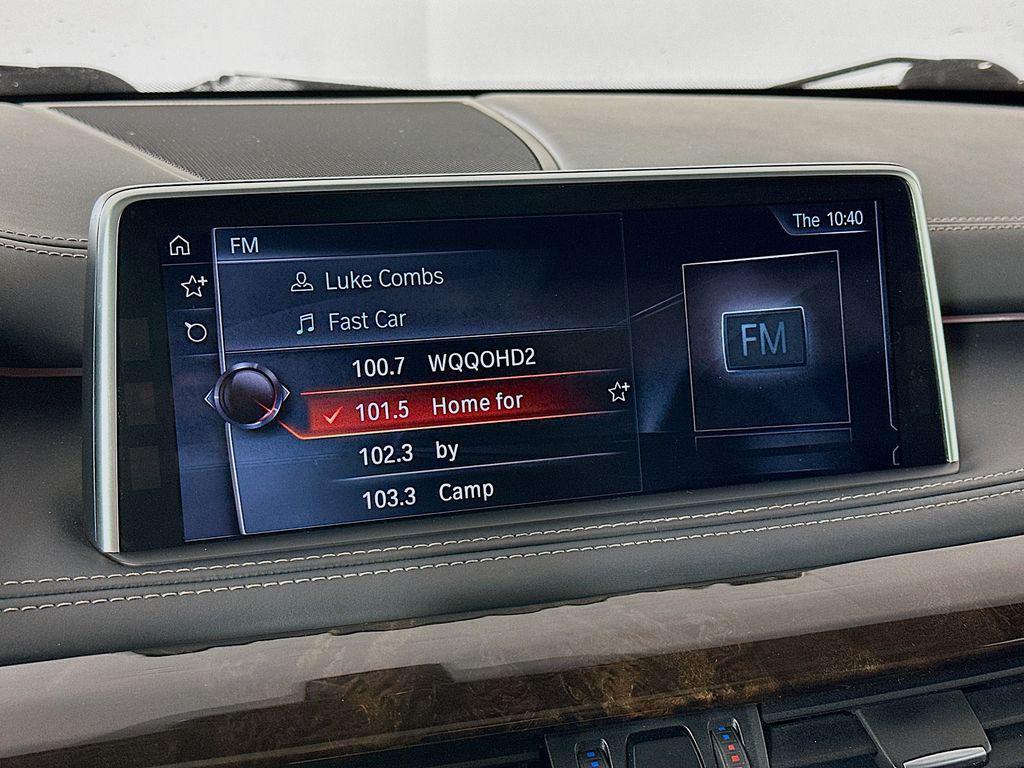 The 10:40
FM
Luke Combs
Fast Car
FM
100.7 WQQOHD2
101.5 Home for
102.3 by
103.3 Camp